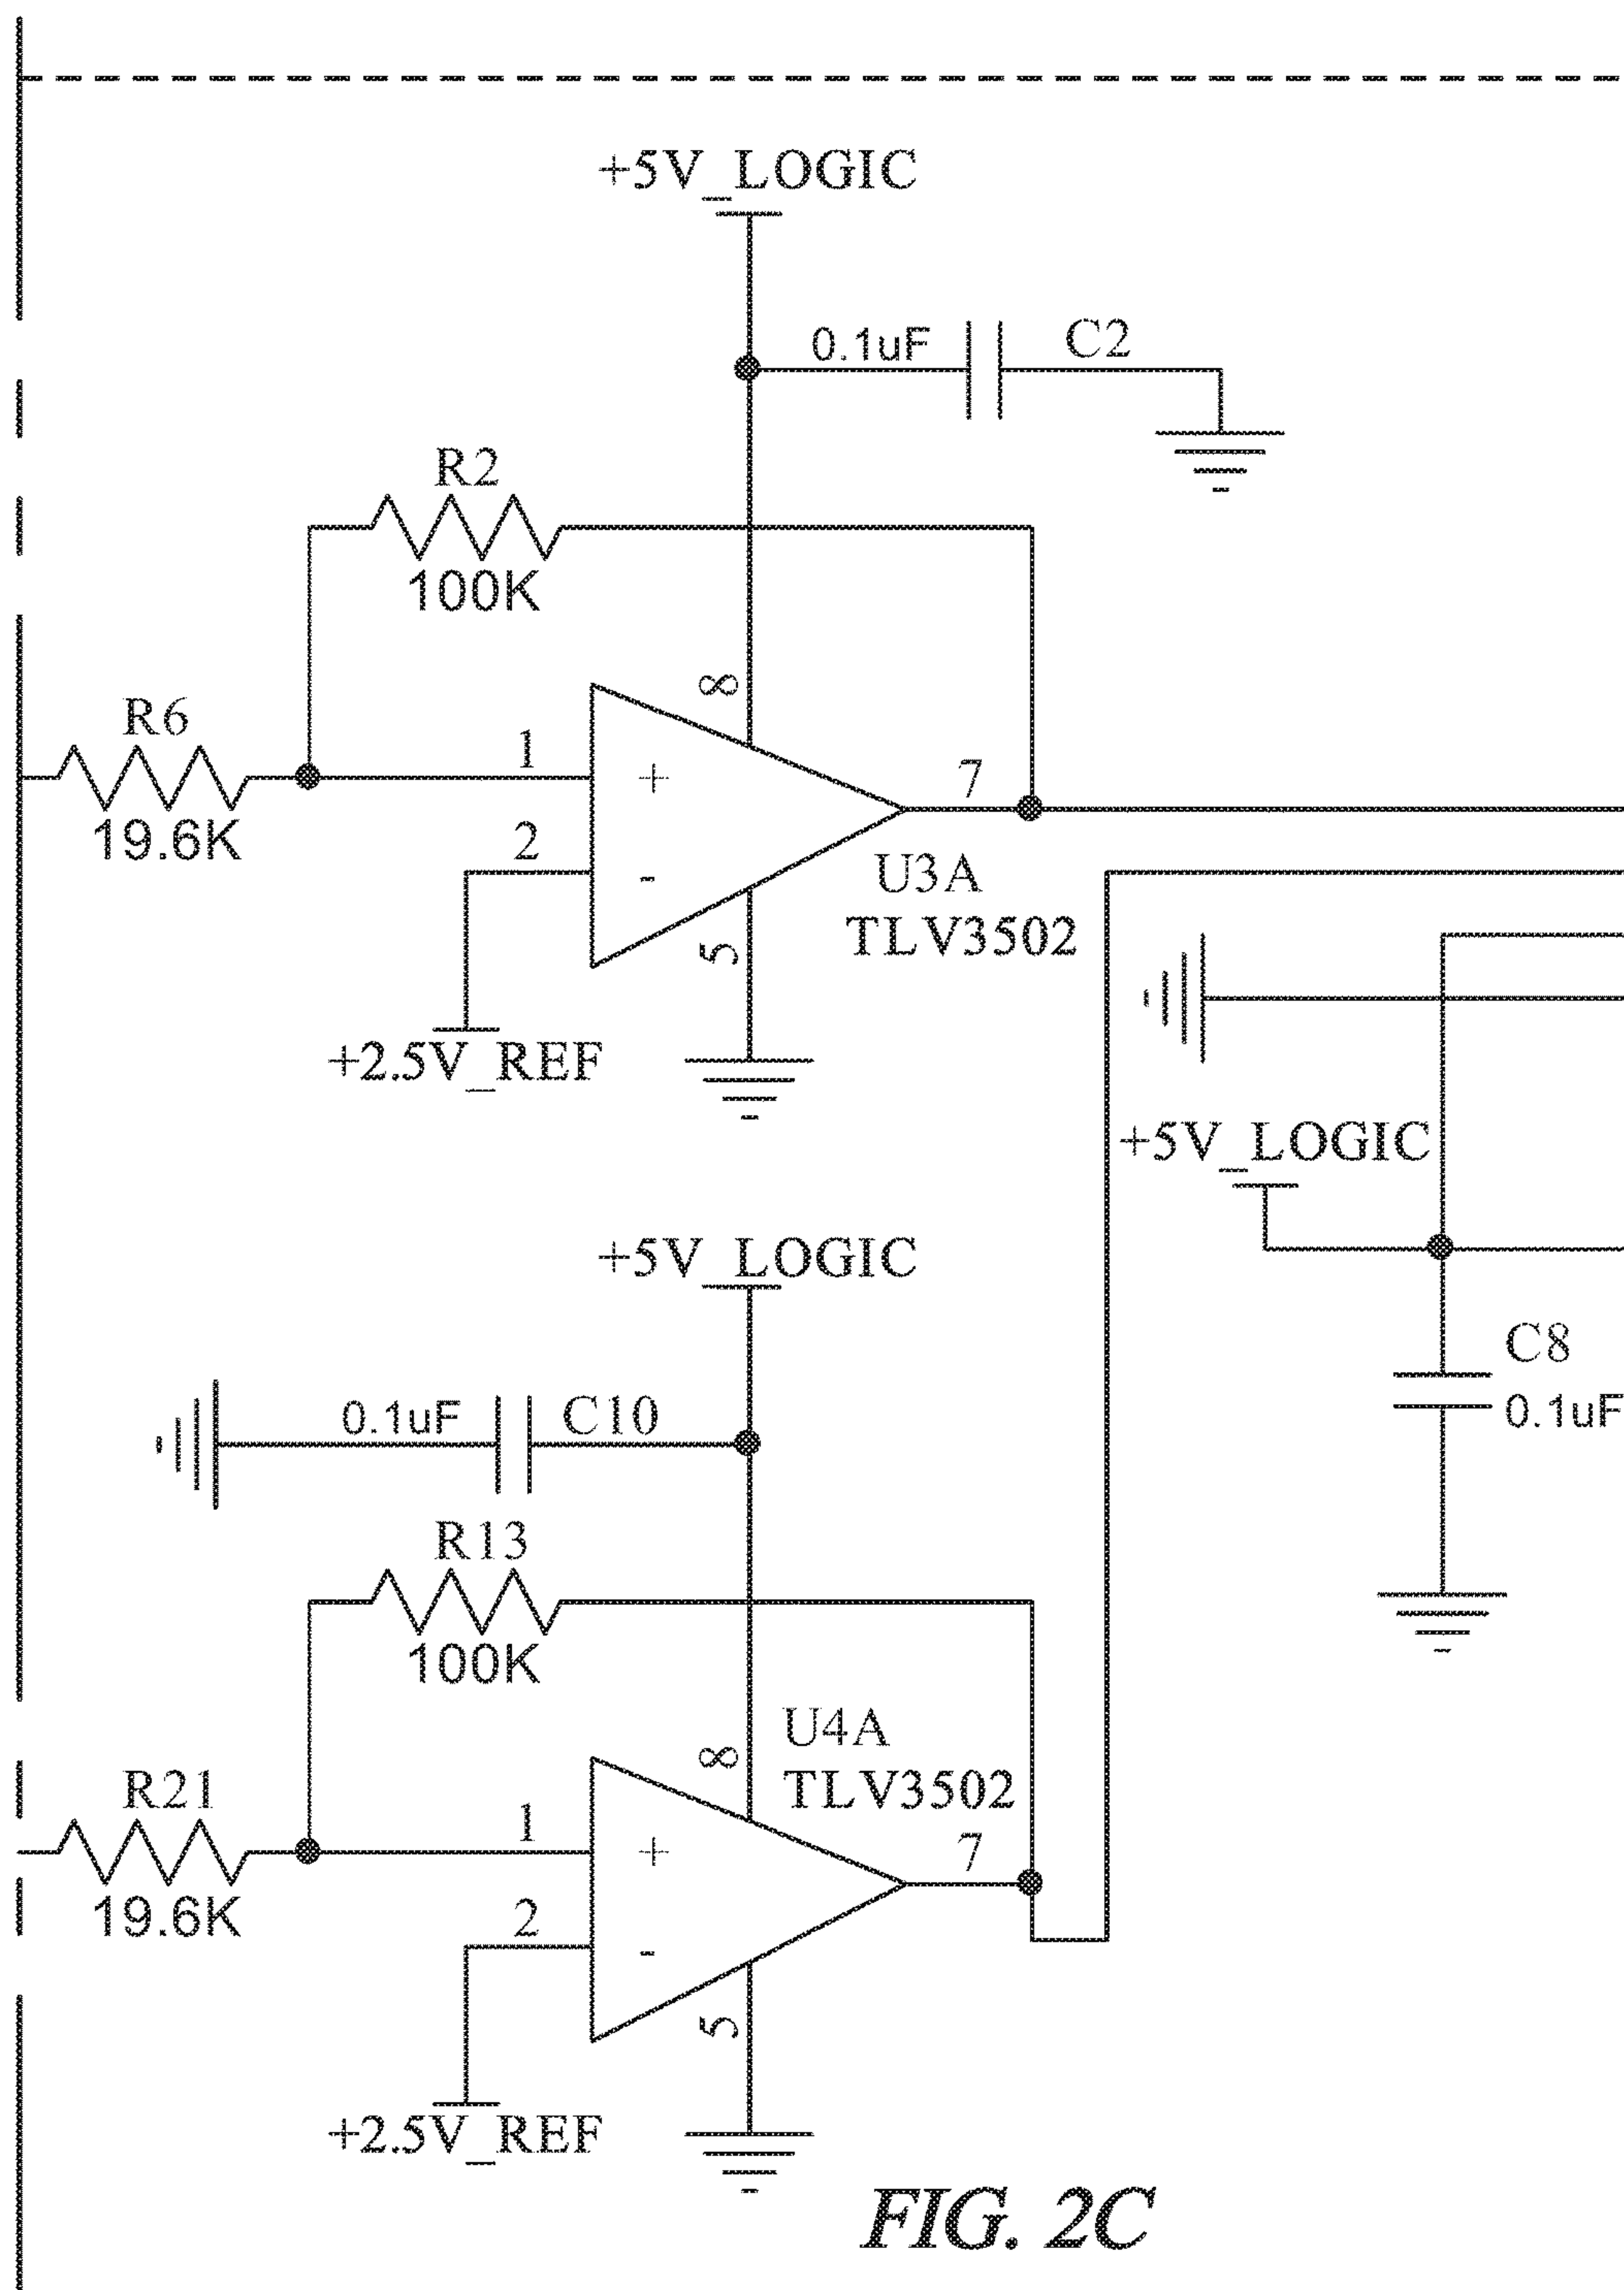 +5V_LOGIC
0.1uF
C2
R2
100K
8
R6
19.6K
1
+
2
-
7
U3A
TLV3502
5
+2.5V_REF
+5V_LOGIC
+5V_LOGIC
C8
0.1uF
0.1uF
C10
R13
100K
U4A
TLV3502
8
R21
19.6K
1
+
2
-
7
5
+2.5V_REF
FIG. 2C